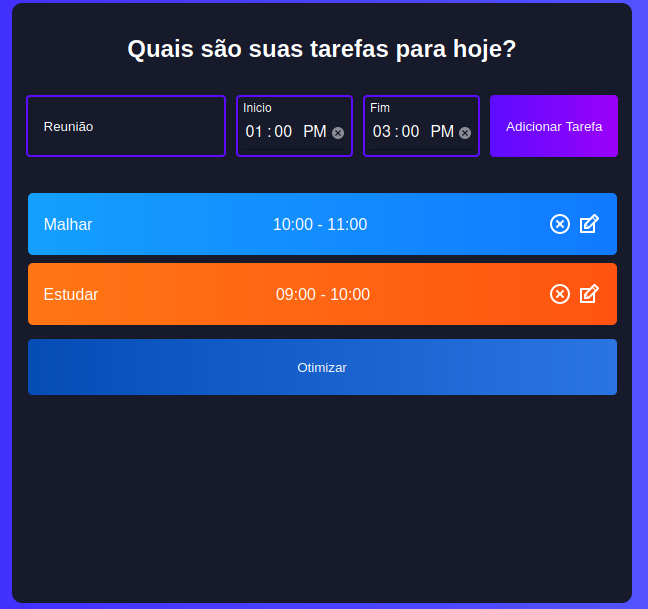 Quais são suas tarefas para hoje?
Reunião
Inicio
01 : 00 PM
Fim
03 : 00 PM
Adicionar Tarefa
Malhar 10:00 - 11:00
Estudar 09:00 - 10:00
Otimizar